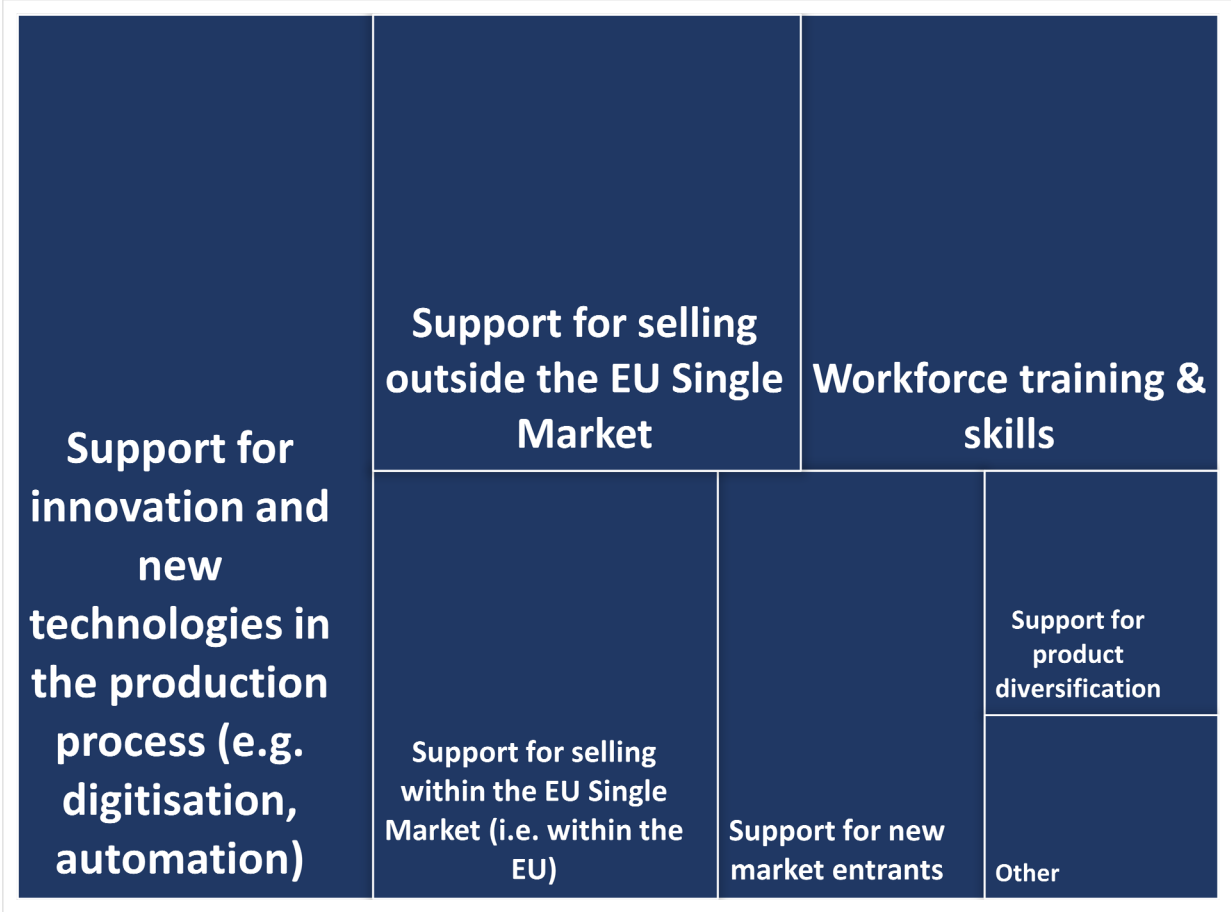 Support for
innovation and
new
technologies in
the production
process (e.g.
digitisation,
automation)
Support for selling
outside the EU Single
Market
Workforce training &
skills
Support for selling
within the EU Single
Market (i.e. within the
EU)
Support for new
market entrants
Support for
product
diversification
Other